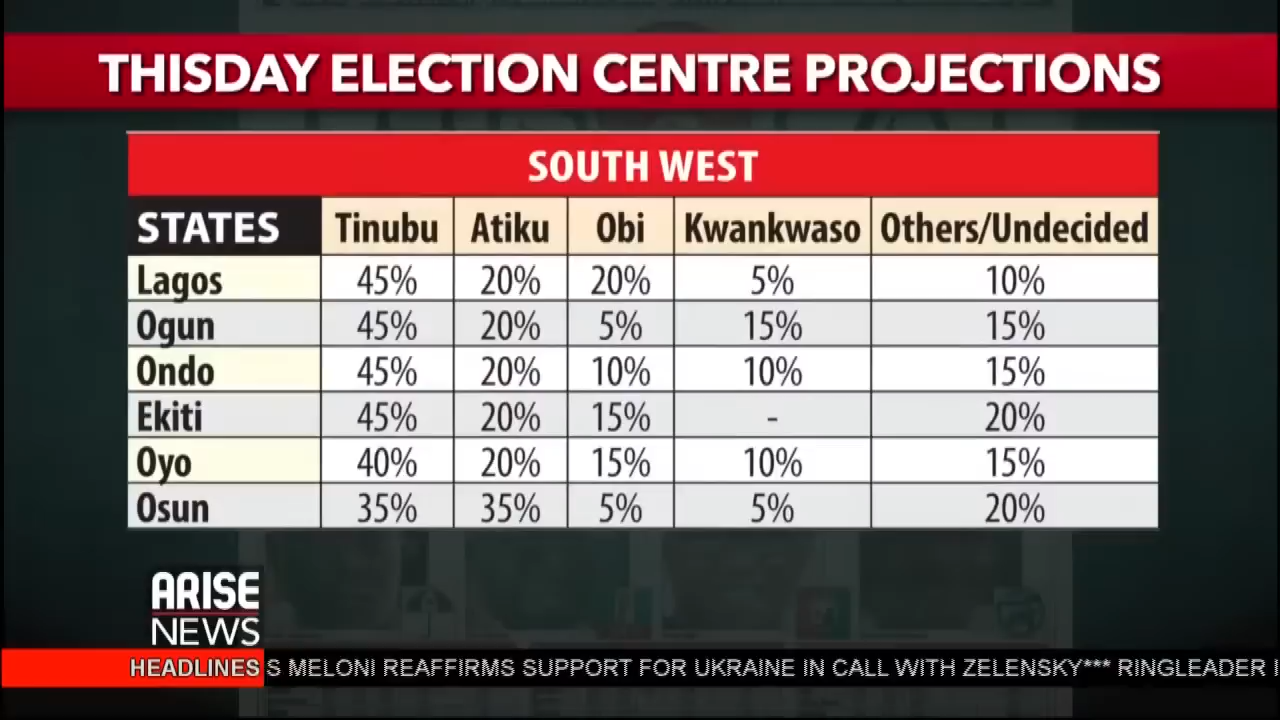 THISDAY ELECTION CENTRE PROJECTIONS
SOUTH WEST
STATES Tinubu Atiku Obi Kwankwaso Others/Undecided
Lagos 45% 20% 20% 5% 10%
Ogun 45% 20% 5% 15% 15%
Ondo 45% 20% 10% 10% 15%
Ekiti 45% 20% 15% - 20%
Oyo 40% 20% 15% 10% 15%
Osun 35% 35% 5% 5% 20%
ARISE
NEWS
HEADLINES S MELONI REAFFIRMS SUPPORT FOR UKRAINE IN CALL WITH ZELENSKY*** RINGLEADER